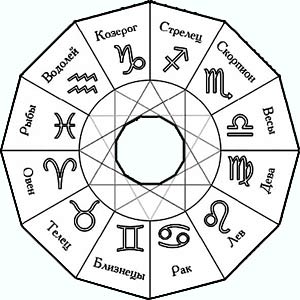 Козерог
Стрелец
Скорпион
Весы
Дева
Лев
Рак
Близнецы
Телец
Овен
Рыбы
Водолей